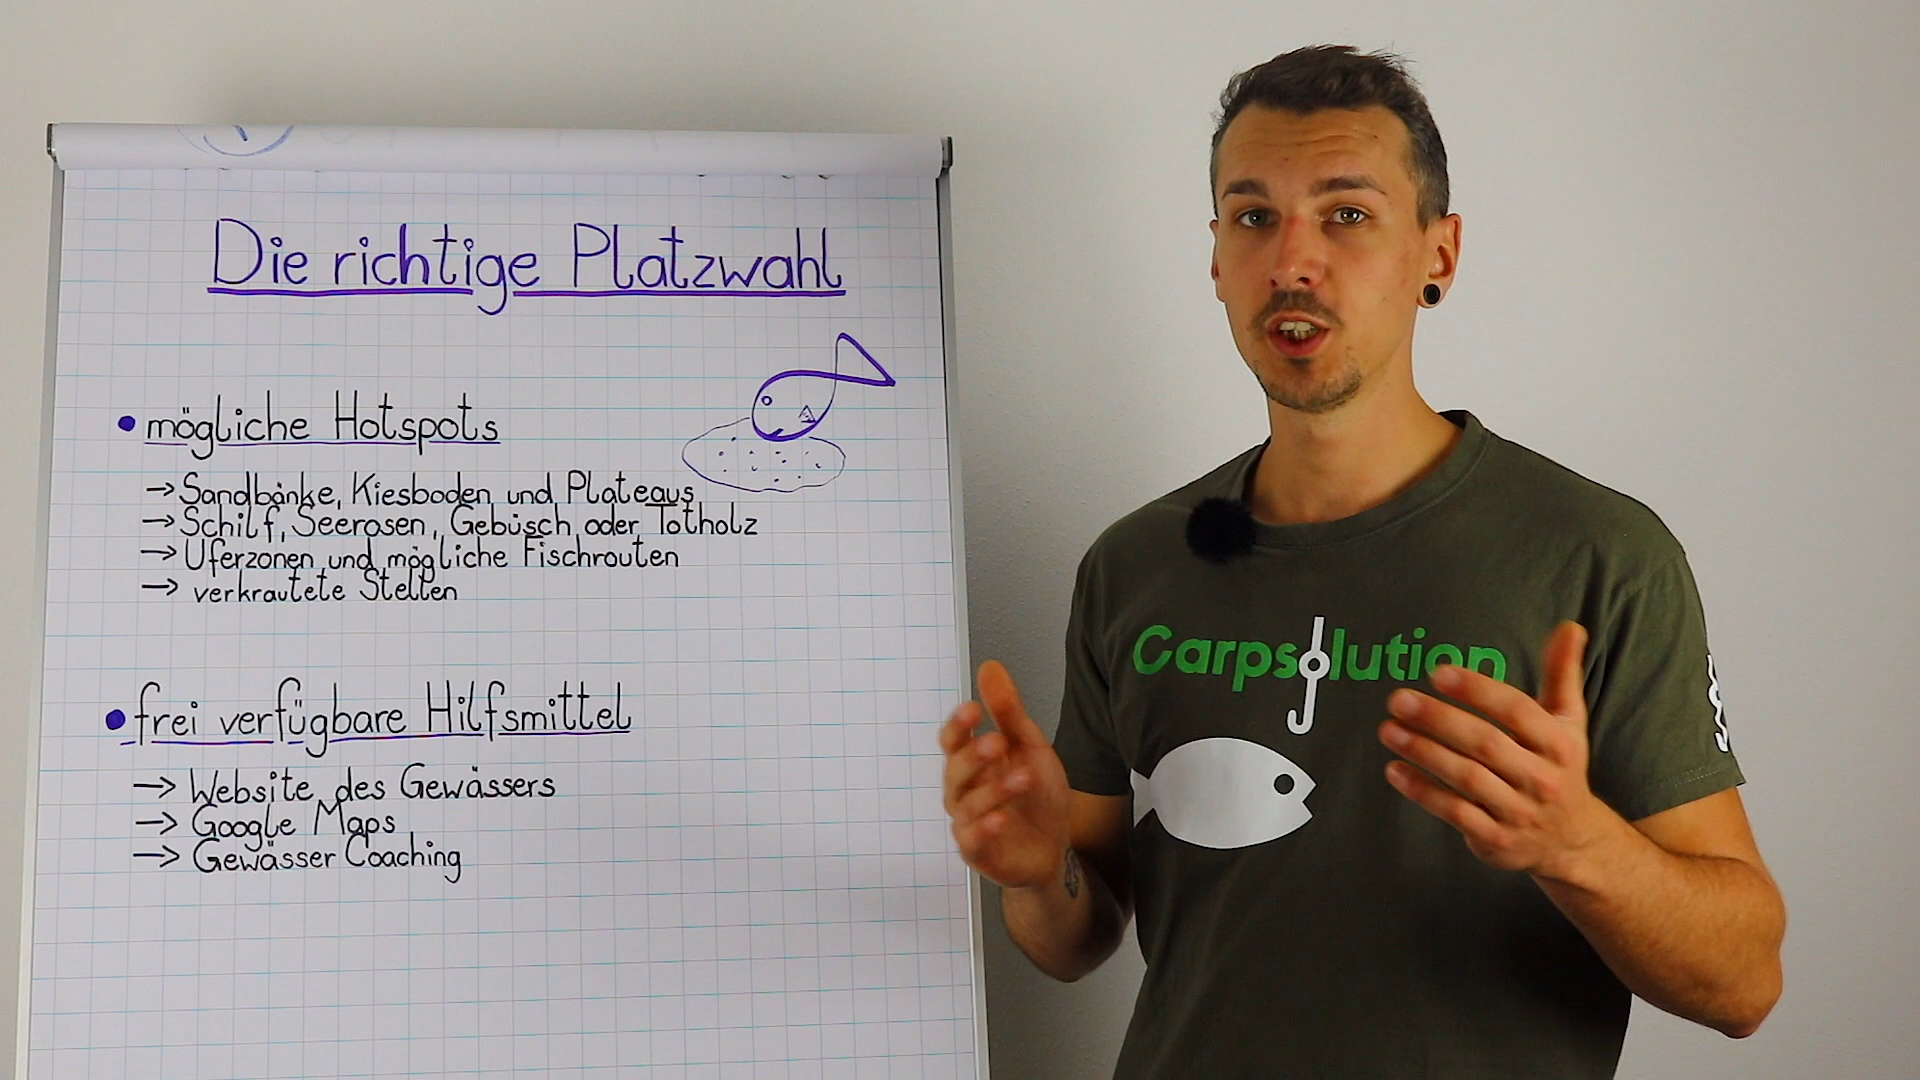 Die richtige Platzwahl
• mögliche Hotspots
→ Sandbänke, Kiesboden und Plateaus
→ Schilf, Seerosen, Gebüsch oder Totholz
→ Uferzonen und mögliche Fischrouten
→ verkrautete Stellen
• frei verfügbare Hilfsmittel
→ Website des Gewässers
→ Google Maps
→ Gewässer Coaching
Carpsolution